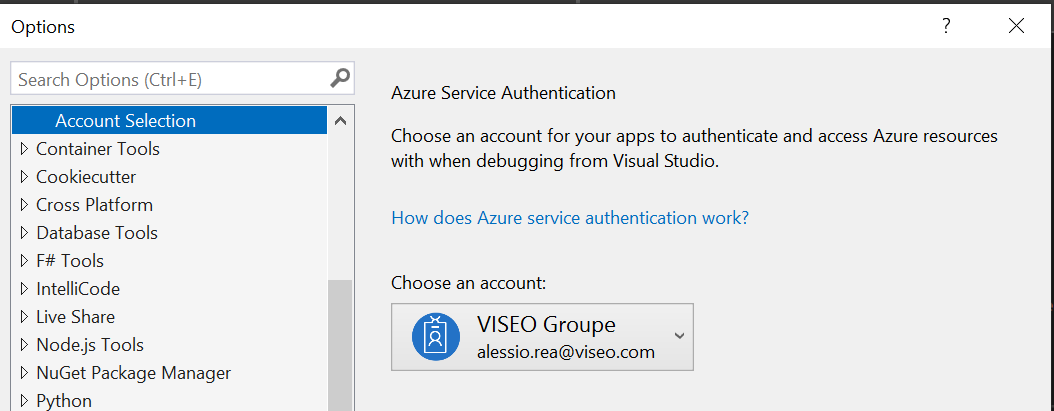 Options
?
Search Options (Ctrl+E)
Account Selection
Container Tools
Cookiecutter
Cross Platform
Database Tools
F# Tools
IntelliCode
Live Share
Node.js Tools
NuGet Package Manager
Python
Azure Service Authentication
Choose an account for your apps to authenticate and access Azure resources
with when debugging from Visual Studio.
How does Azure service authentication work?
Choose an account:
VISEO Groupe
alessio.rea@viseo.com